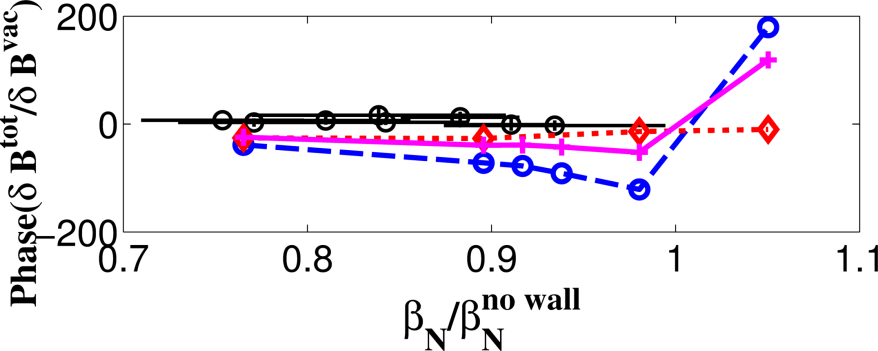 Phase(δ B^tot/δ B^vac)
200
0
−200
0.7 0.8 0.9 1 1.1
β_N/β_N^no wall